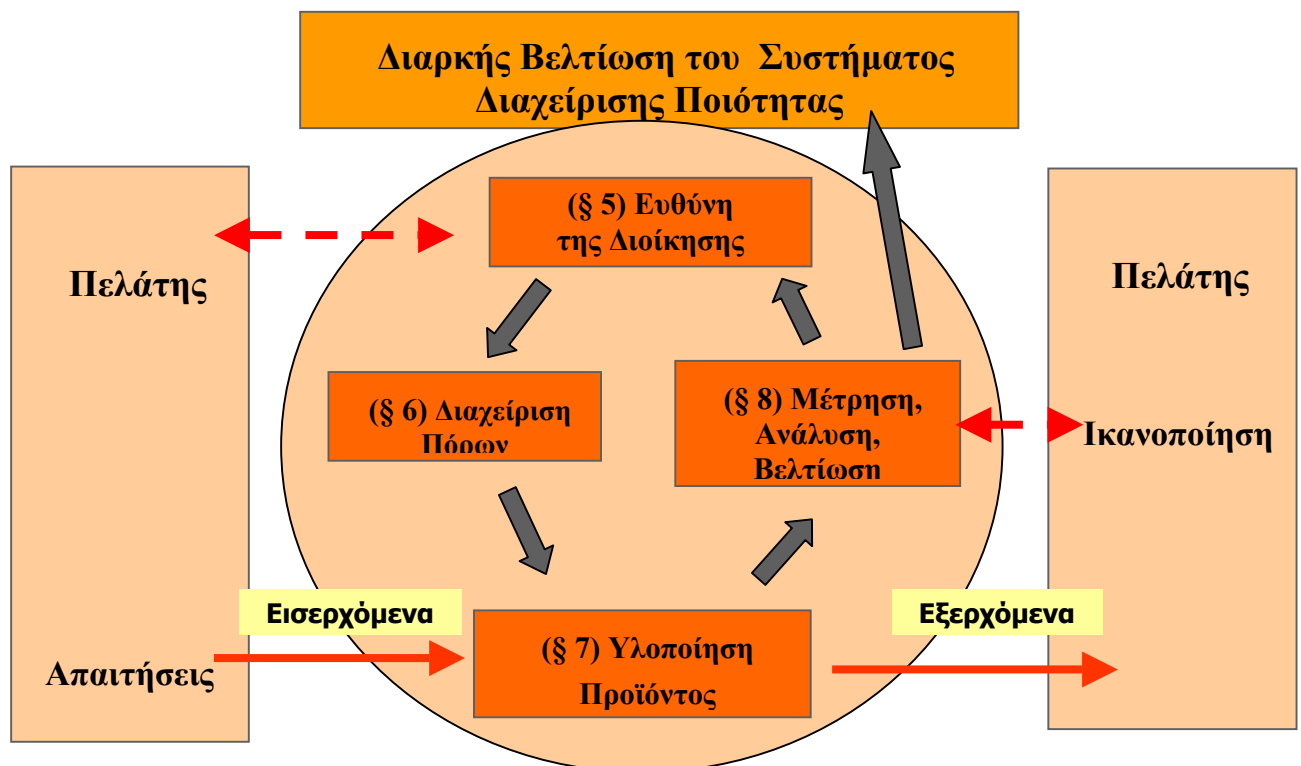 Διαρκής Βελτίωση του Συστήματος
Διαχείρισης Ποιότητας
(§ 5) Ευθύνη
της Διοίκησης
Πελάτης
Πελάτης
(§ 6) Διαχείριση
Πόρων
(§ 8) Μέτρηση,
Ανάλυση,
Βελτίωση
Ικανοποίηση
Εισερχόμενα
Εξερχόμενα
Απαιτήσεις
(§ 7) Υλοποίηση
Προϊόντος